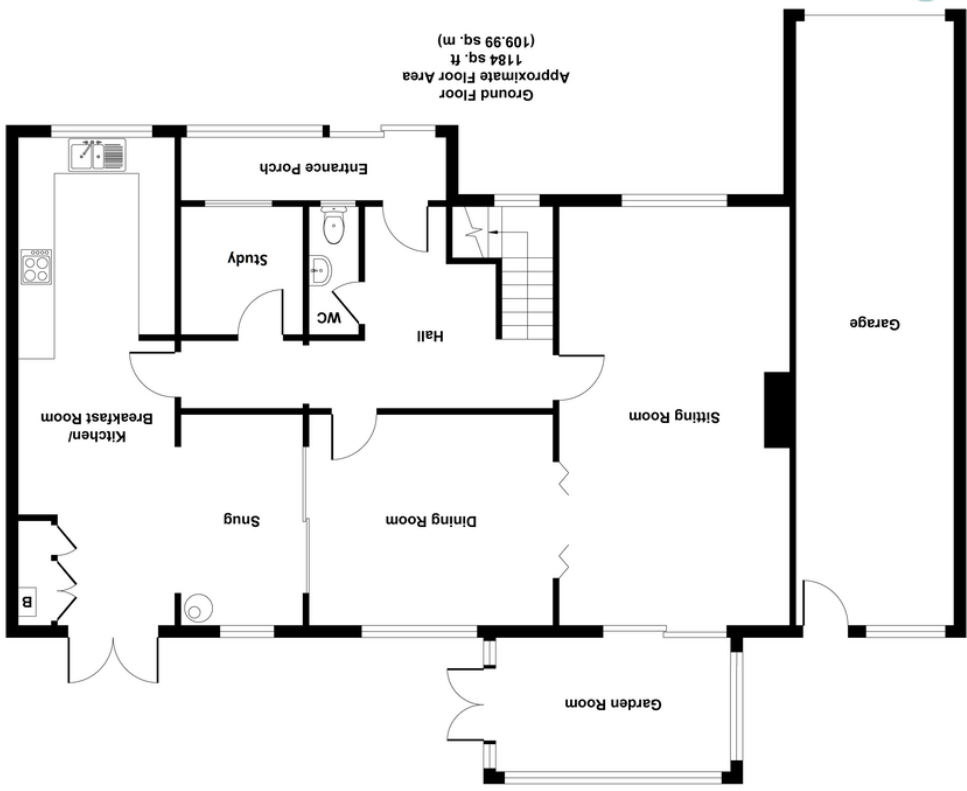 Garden Room
B
Snug
Dining Room
Kitchen/
Breakfast Room
Sitting Room
Hall
Garage
WC
Study
Entrance Porch
Ground Floor
Approximate Floor Area
1184 sq. ft
(109.99 sq. m)